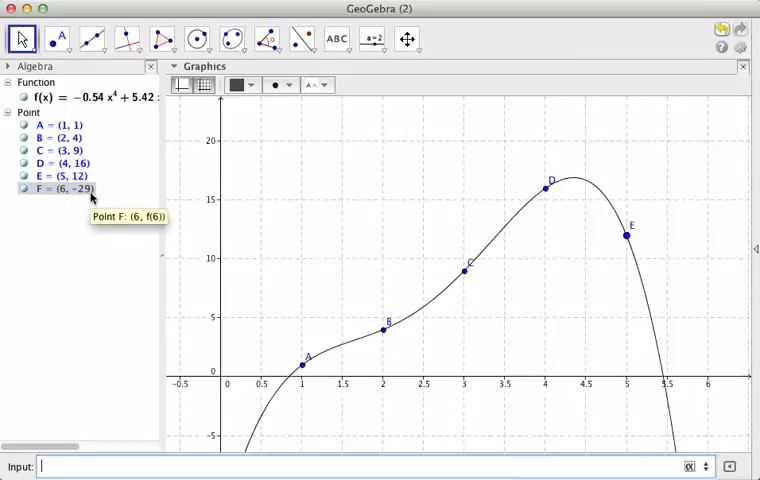 GeoGebra (2)
A
ABC
a=2
Algebra
Graphics
Function
f(x) = −0.54 x⁴ + 5.42
Point
A = (1, 1)
B = (2, 4)
C = (3, 9)
D = (4, 16)
E = (5, 12)
F = (6, −29)
Point F: (6, f(6))
20
15
10
5
0
−5
−0.5 0 0.5 1 1.5 2 2.5 3 3.5 4 4.5 5 5.5 6
A
B
C
D
E
Input:
α